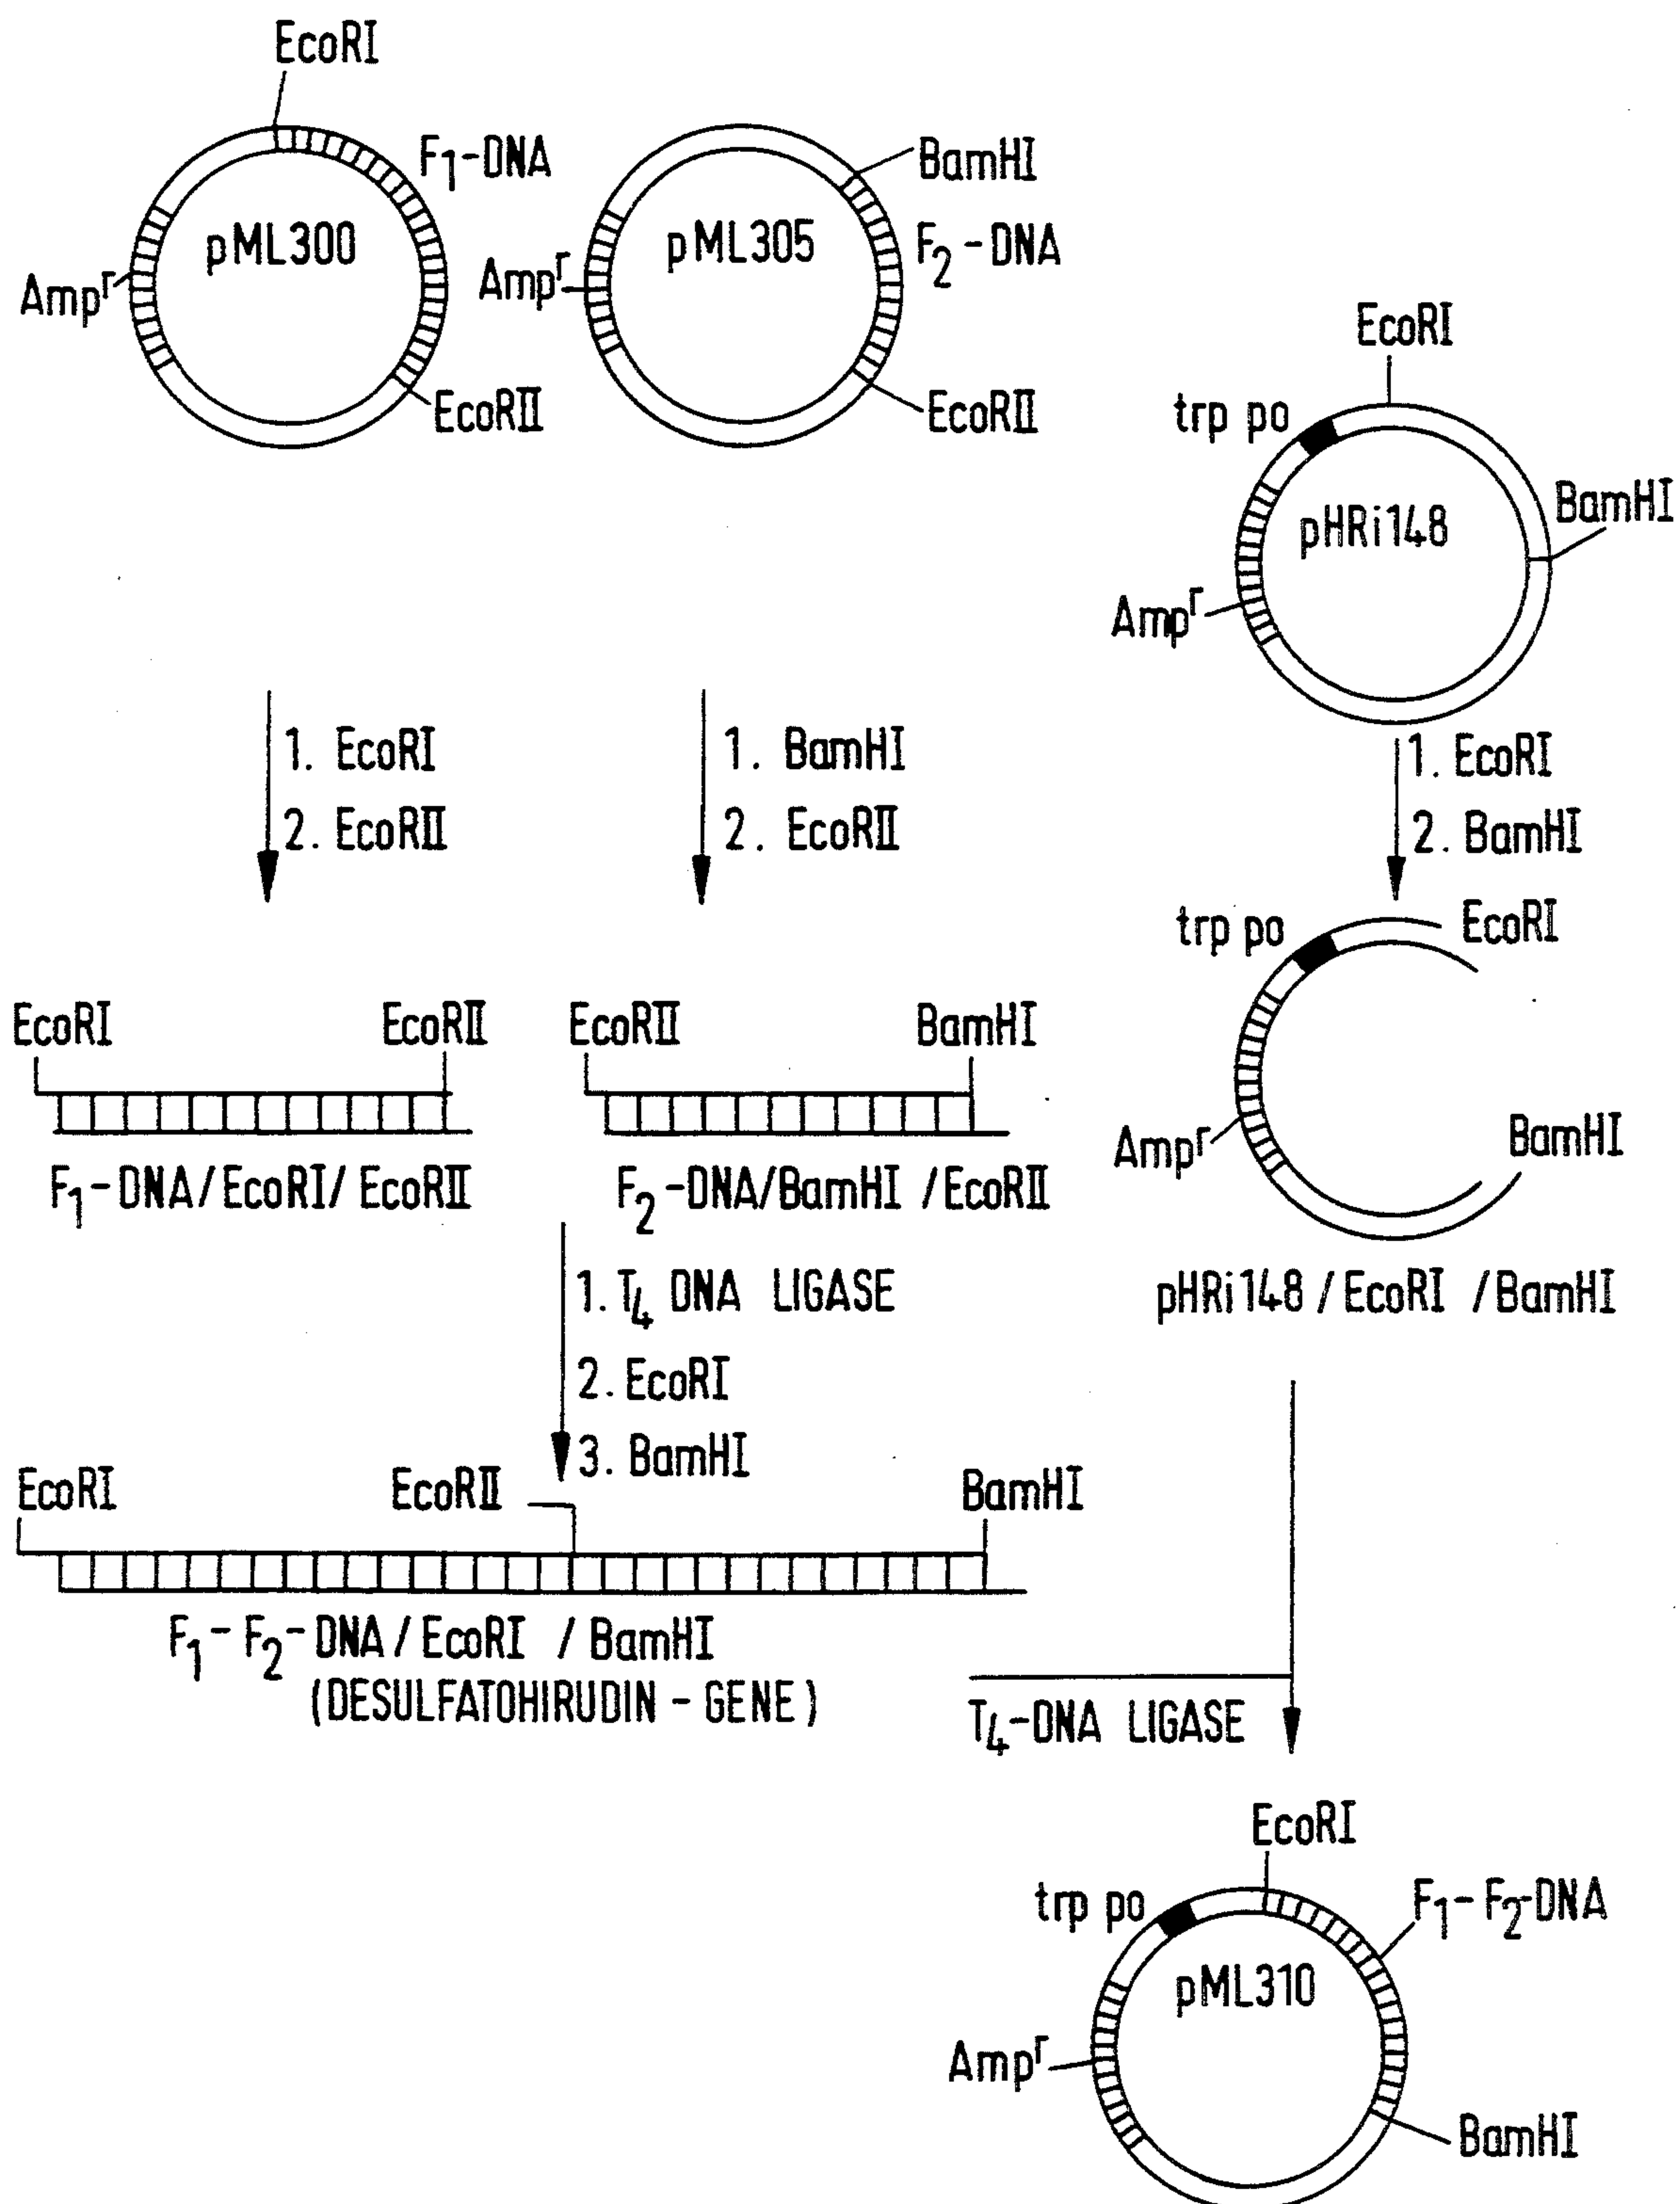 EcoRI
F1-DNA
pML300
Ampr
EcoRII
BamHI
F2-DNA
pML305
Ampr
EcoRII
EcoRI
trp po
BamHI
pHRi148
Ampr
1. EcoRI
2. EcoRII
1. BamHI
2. EcoRII
1. EcoRI
2. BamHI
trp po
EcoRI
Ampr
BamHI
pHRi148 / EcoRI / BamHI
EcoRI
EcoRII
F1-DNA/EcoRI/EcoRII
EcoRII
BamHI
F2-DNA/BamHI /EcoRII
1. T4 DNA LIGASE
2. EcoRI
3. BamHI
EcoRI
EcoRII
BamHI
F1-F2-DNA/EcoRI /BamHI
(DESULFATOHIRUDIN - GENE)
T4-DNA LIGASE
EcoRI
trp po
F1-F2-DNA
pML310
Ampr
BamHI